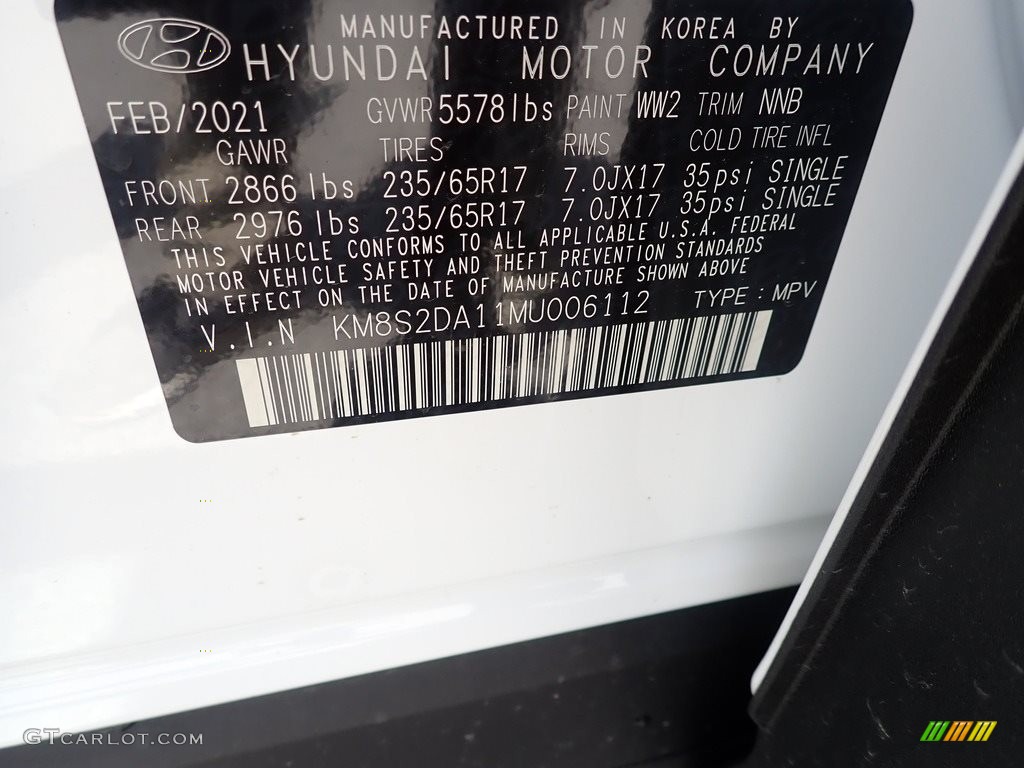 MANUFACTURED IN KOREA BY
HYUNDAI MOTOR COMPANY
FEB/2021 GVWR 5578lbs PAINT WW2 TRIM NNB
GAWR TIRES RIMS COLD TIRE INFL
FRONT 2866 lbs 235/65R17 7.0JX17 35psi SINGLE
REAR 2976 lbs 235/65R17 7.0JX17 35psi SINGLE
THIS VEHICLE CONFORMS TO ALL APPLICABLE U.S.A. FEDERAL
MOTOR VEHICLE SAFETY AND THEFT PREVENTION STANDARDS
IN EFFECT ON THE DATE OF MANUFACTURE SHOWN ABOVE
V.I.N KM8S2DA11MU006112 TYPE : MPV
GTCARLOT.COM